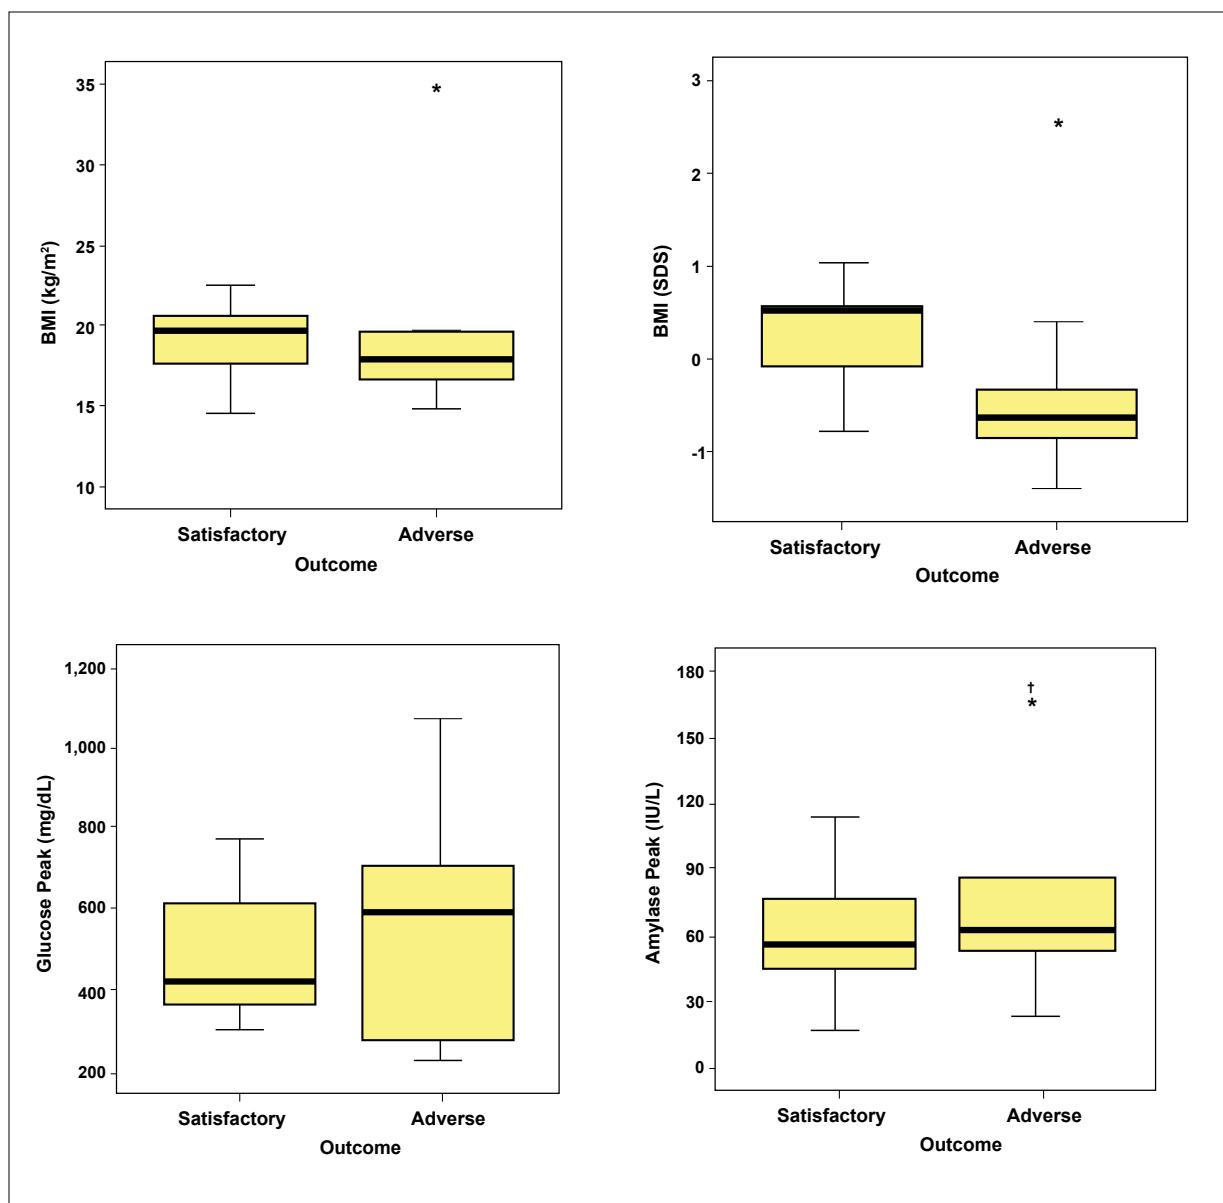 35
30
25
20
15
10
BMI (kg/m²)
*
Satisfactory Adverse
Outcome
3
2
1
0
-1
BMI (SDS)
*
Satisfactory Adverse
Outcome
1,200
1,000
800
600
400
200
Glucose Peak (mg/dL)
Satisfactory Adverse
Outcome
180
150
120
90
60
30
0
Amylase Peak (IU/L)
†
*
Satisfactory Adverse
Outcome